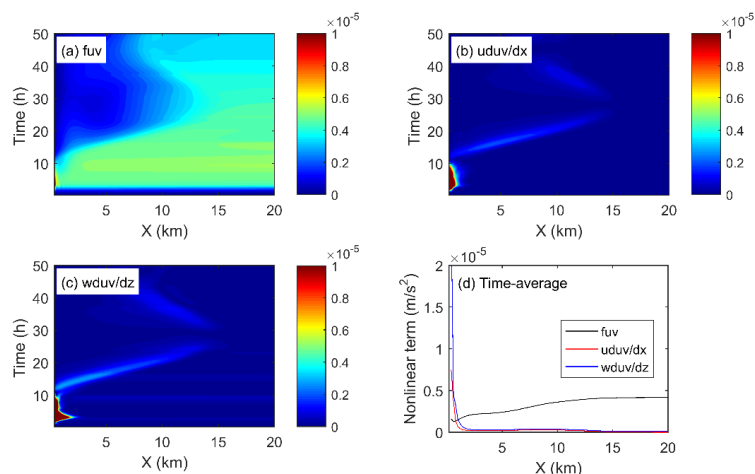 (a) fuv
Time (h)
50
40
30
20
10
5 10 15 20
X (km)
×10-5
1
0.8
0.6
0.4
0.2
0
(b) uduv/dx
Time (h)
50
40
30
20
10
5 10 15 20
X (km)
×10-5
1
0.8
0.6
0.4
0.2
0
(c) wduv/dz
Time (h)
50
40
30
20
10
5 10 15 20
X (km)
×10-5
1
0.8
0.6
0.4
0.2
0
(d) Time-average
Nonlinear term (m/s2)
×10-5
2
1.5
1
0.5
0
fuv
uduv/dx
wduv/dz
5 10 15 20
X (km)